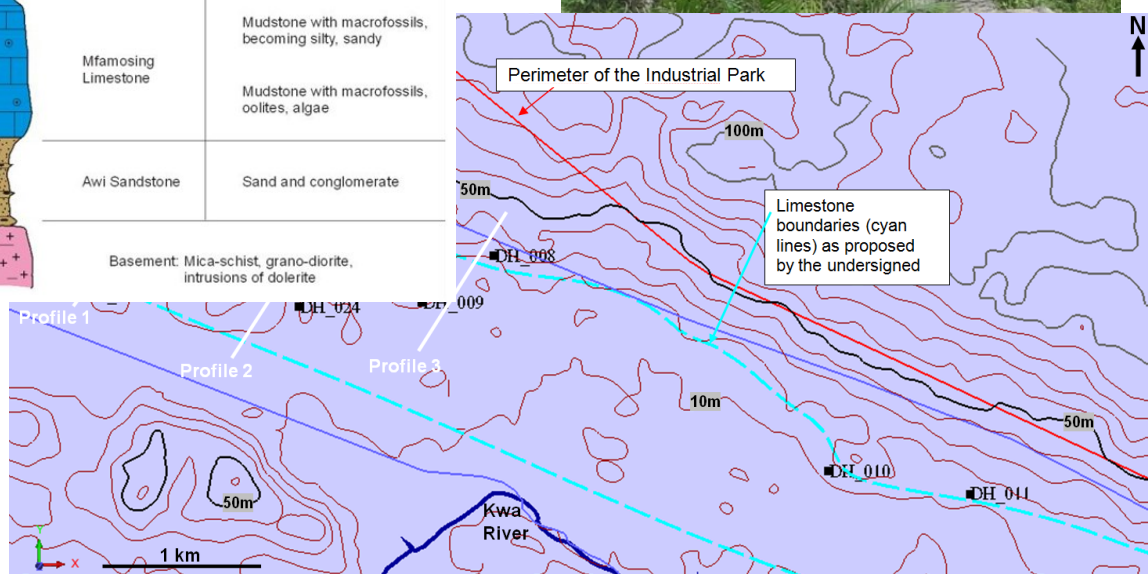 Mudstone with macrofossils,
becoming silty, sandy
Mfamosing
Limestone
Mudstone with macrofossils,
oolites, algae
Awi Sandstone
Sand and conglomerate
Basement: Mica-schist, grano-diorite,
intrusions of dolerite
N
Perimeter of the Industrial Park
100m
50m
Limestone
boundaries (cyan
lines) as proposed
by the undersigned
DH_008
DH_024
DH_009
Profile 1
Profile 2
Profile 3
10m
50m
DH_010
DH_011
50m
Kwa
River
Y
X
1 km